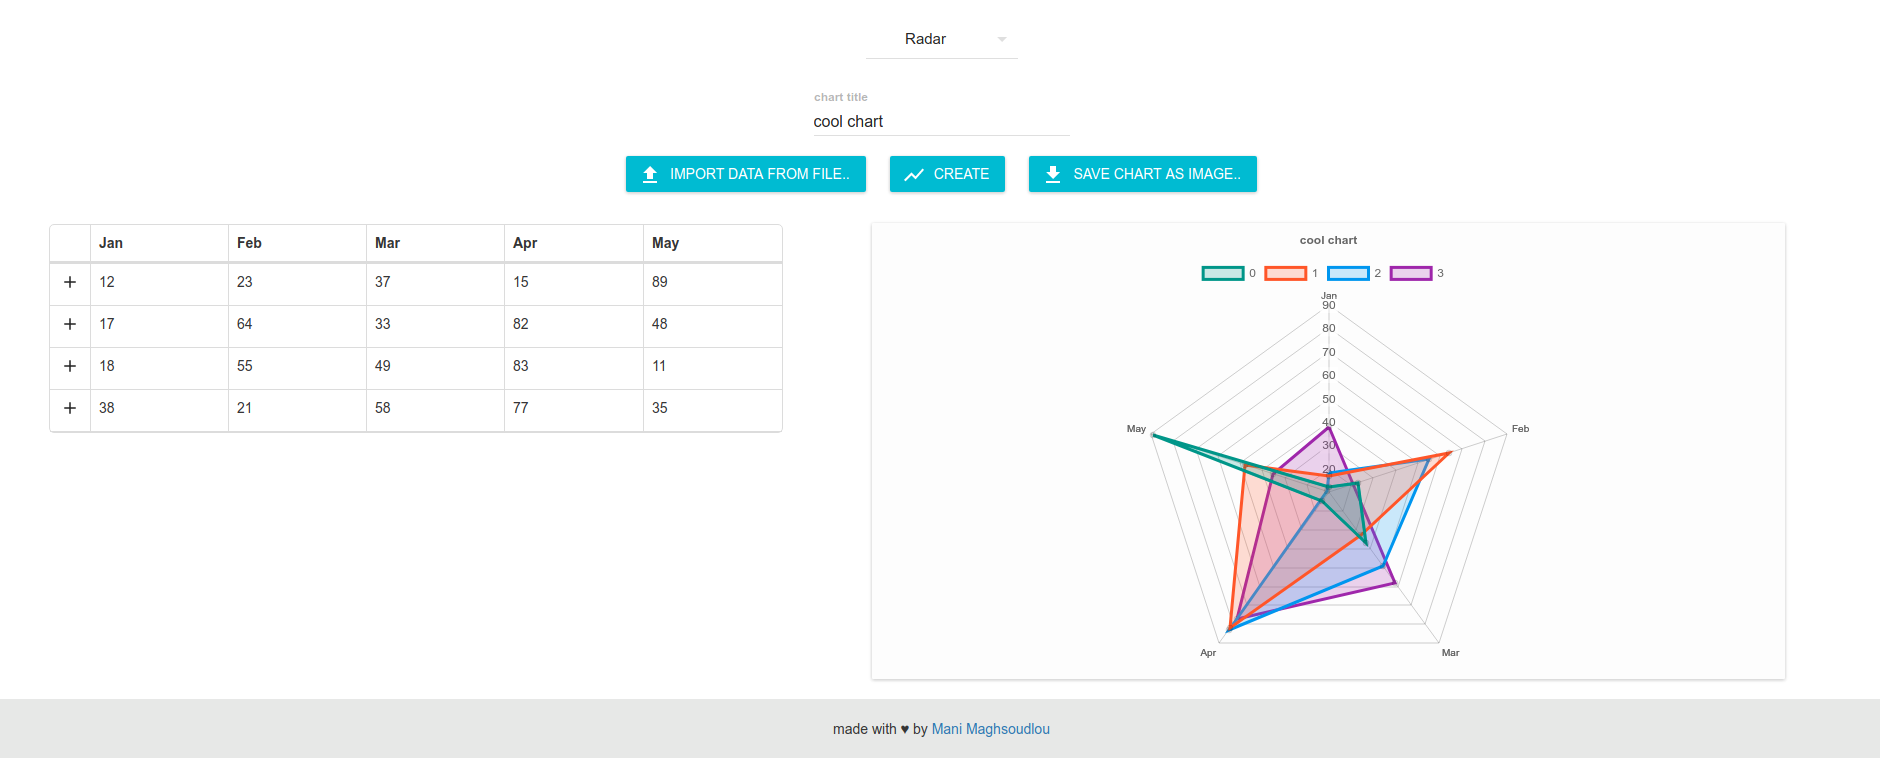 Radar
chart title
cool chart
IMPORT DATA FROM FILE..
CREATE
SAVE CHART AS IMAGE..
Jan Feb Mar Apr May
+ 12 23 37 15 89
+ 17 64 33 82 48
+ 18 55 49 83 11
+ 38 21 58 77 35
cool chart
0 1 2 3
Jan
90
80
70
60
50
40
30
20
May
Feb
Apr
Mar
made with ♥ by Mani Maghsoudlou